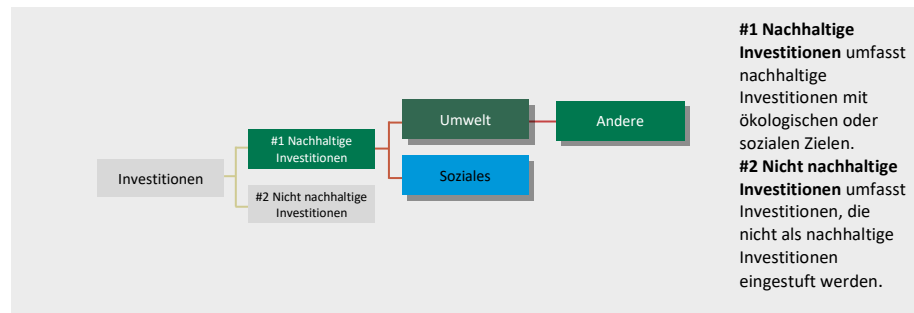 Investitionen
#1 Nachhaltige
Investitionen
#2 Nicht nachhaltige
Investitionen
Umwelt
Soziales
Andere
#1 Nachhaltige
Investitionen umfasst
nachhaltige
Investitionen mit
ökologischen oder
sozialen Zielen.
#2 Nicht nachhaltige
Investitionen umfasst
Investitionen, die
nicht als nachhaltige
Investitionen
eingestuft werden.